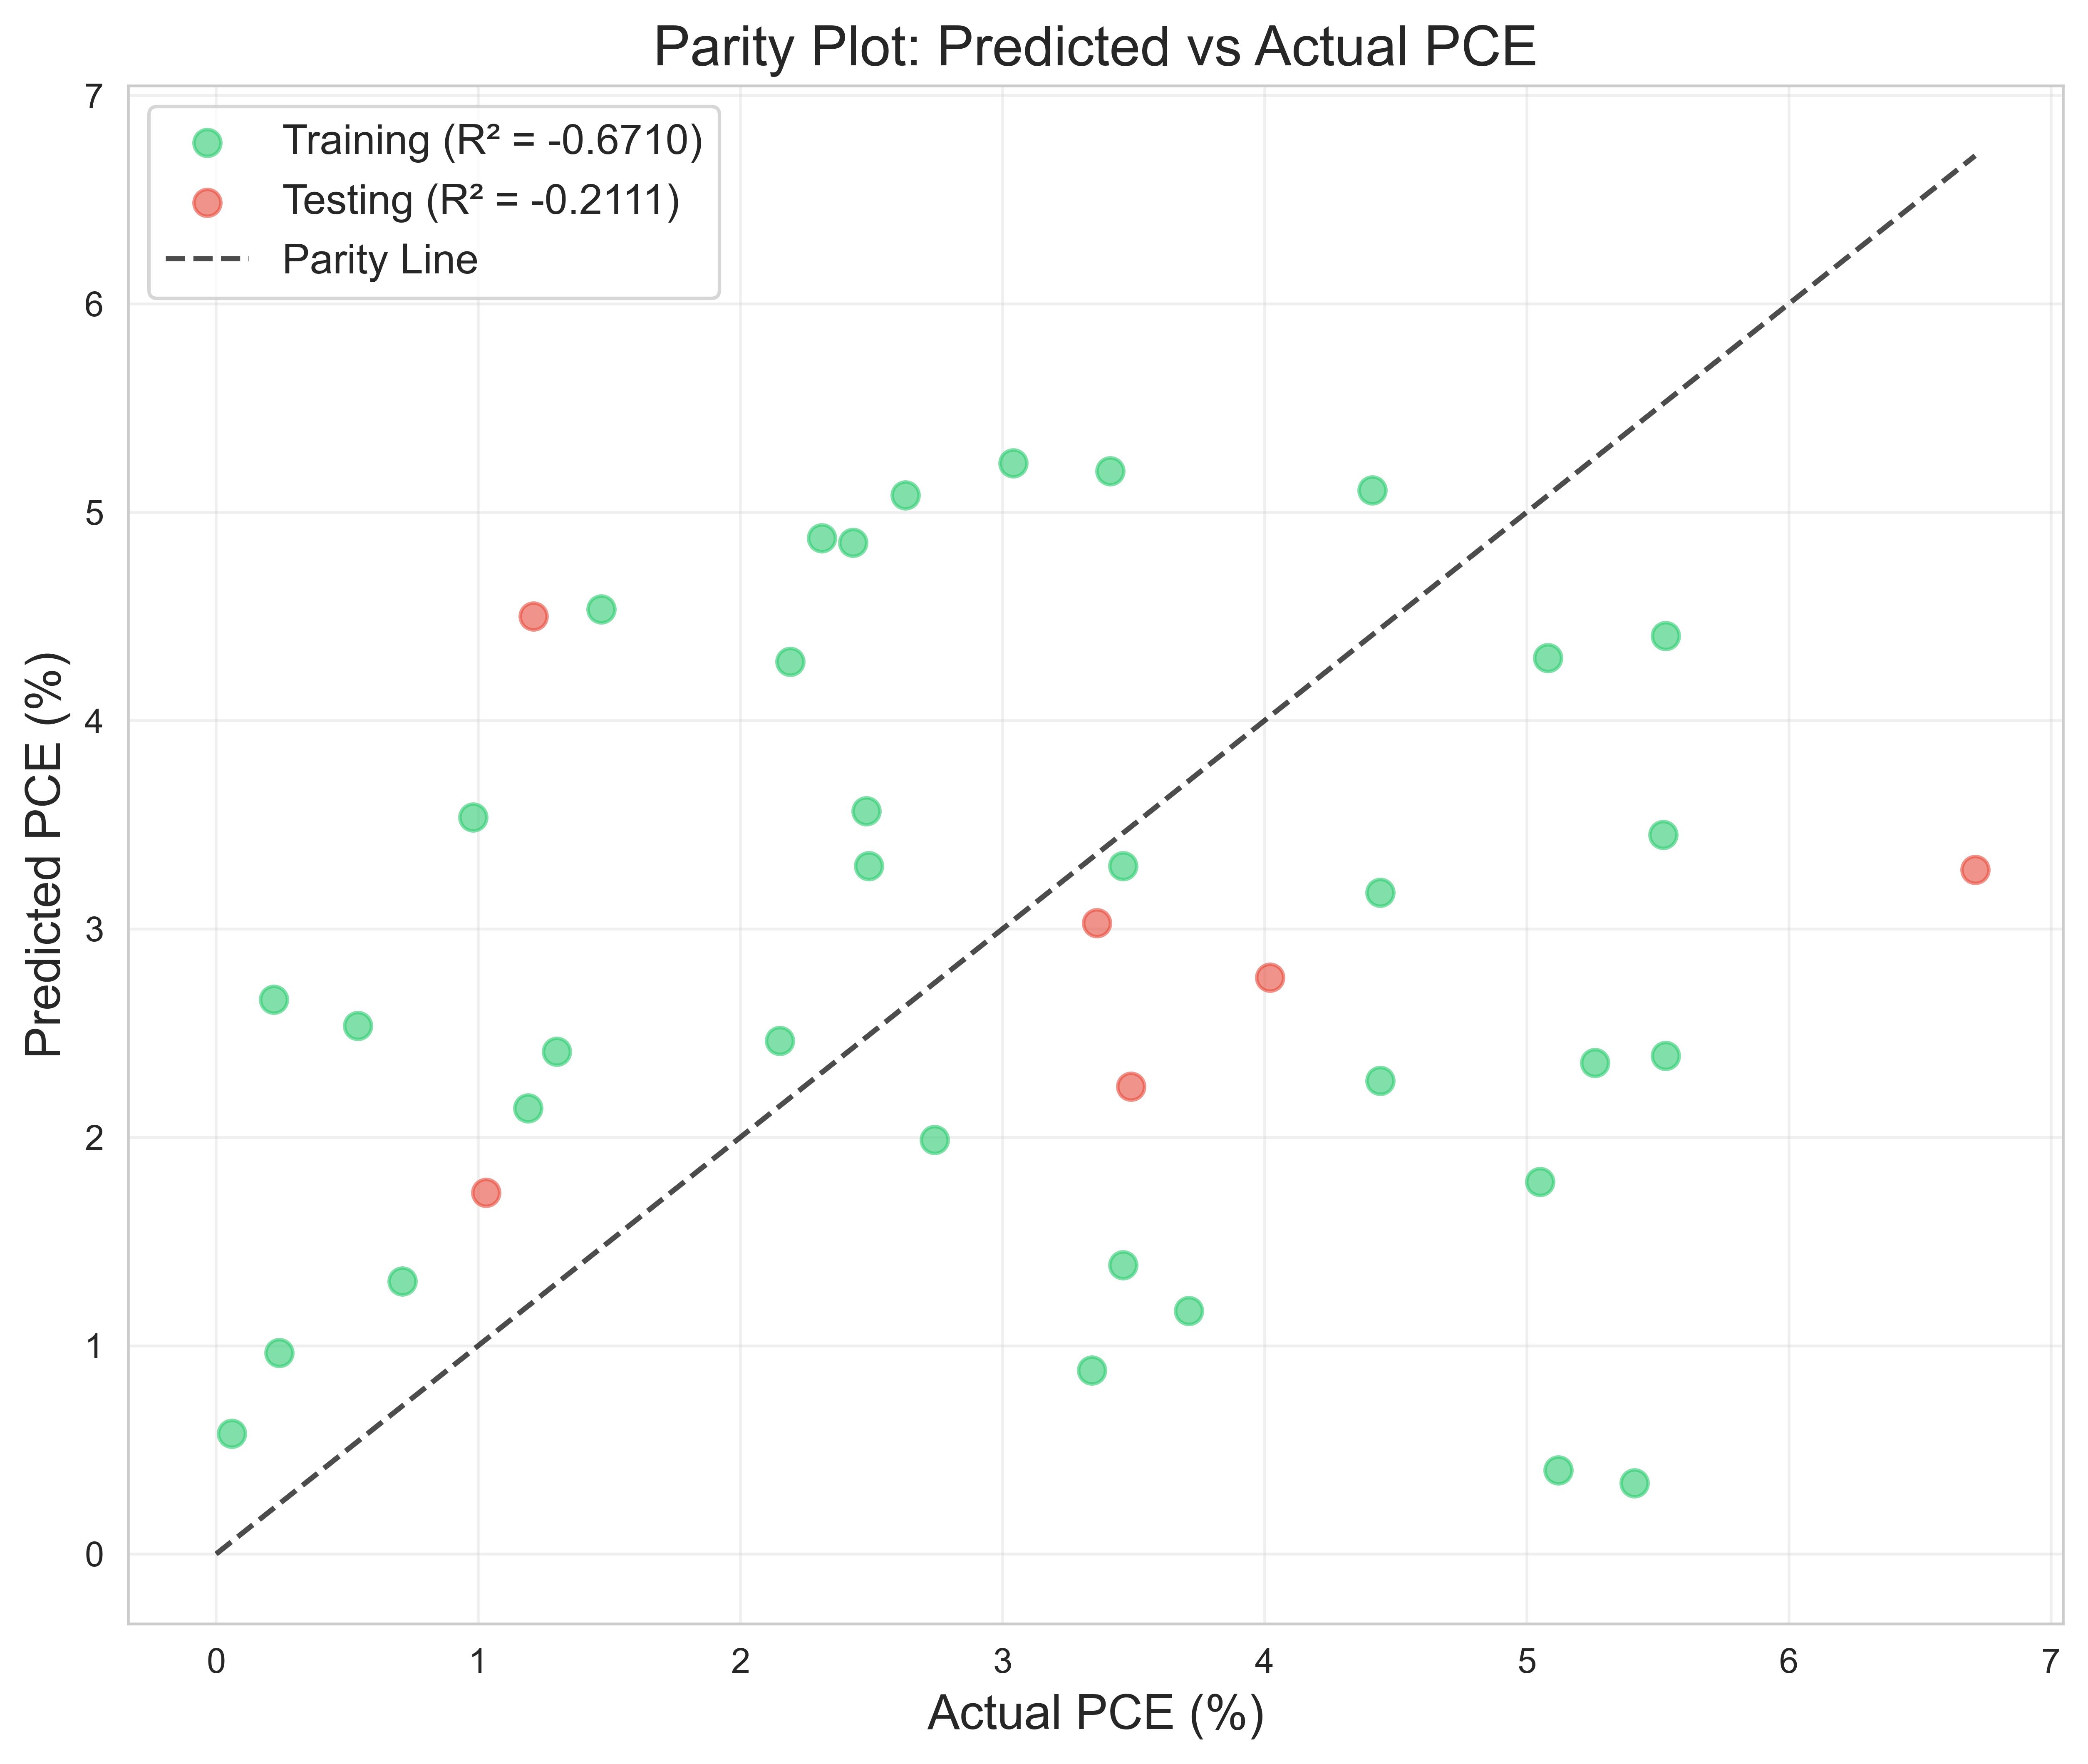 Parity Plot: Predicted vs Actual PCE
Training (R² = -0.6710)
Testing (R² = -0.2111)
Parity Line
Predicted PCE (%)
7
6
5
4
3
2
1
0
0 1 2 3 4 5 6 7
Actual PCE (%)